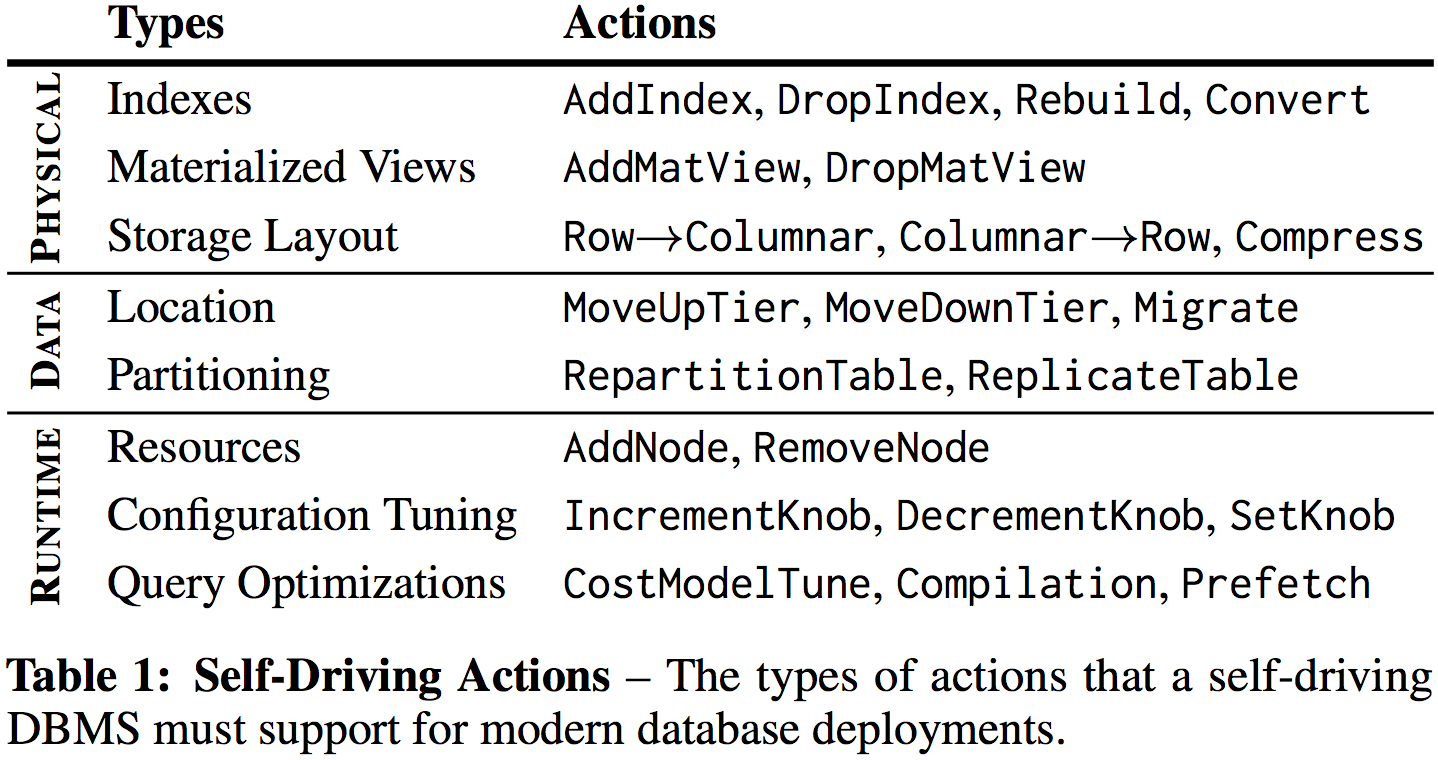 Types Actions
PHYSICAL
Indexes AddIndex, DropIndex, Rebuild, Convert
Materialized Views AddMatView, DropMatView
Storage Layout Row→Columnar, Columnar→Row, Compress
DATA
Location MoveUpTier, MoveDownTier, Migrate
Partitioning RepartitionTable, ReplicateTable
RUNTIME
Resources AddNode, RemoveNode
Configuration Tuning IncrementKnob, DecrementKnob, SetKnob
Query Optimizations CostModelTune, Compilation, Prefetch
Table 1: Self-Driving Actions – The types of actions that a self-driving
DBMS must support for modern database deployments.